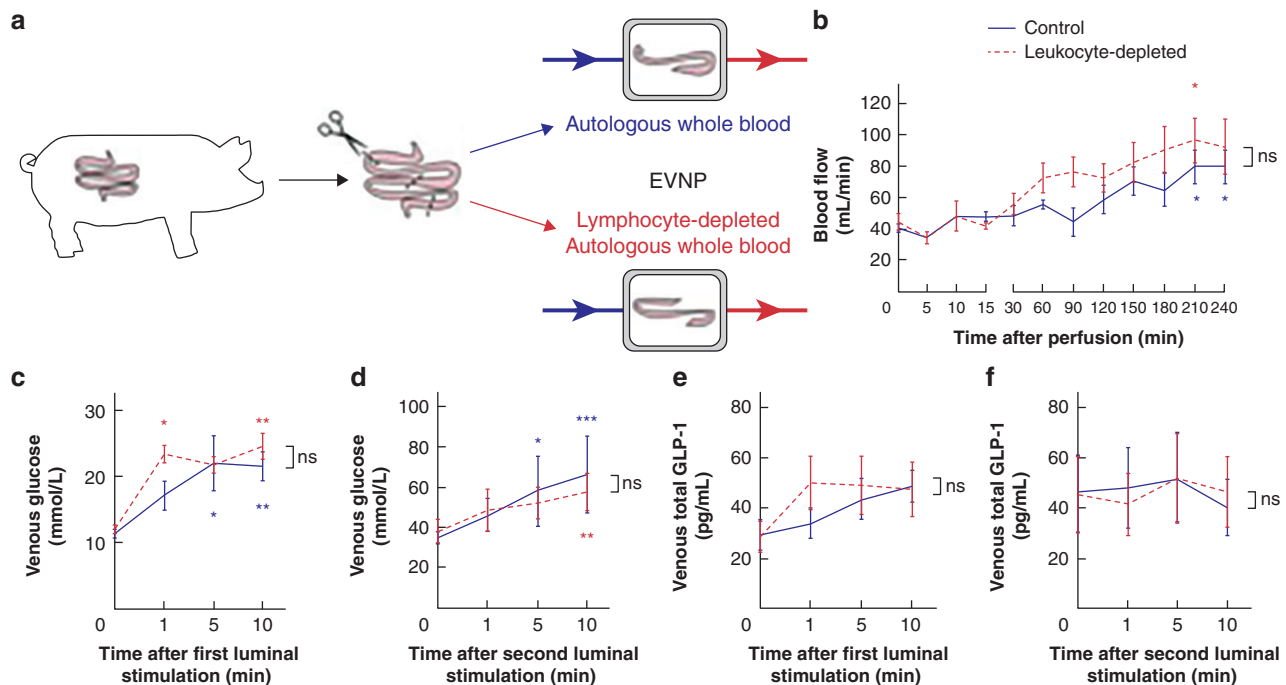 a
Autologous whole blood
EVNP
Lymphocyte-depleted
Autologous whole blood
b
Control
Leukocyte-depleted
Blood flow
(mL/min)
120
100
80
60
40
20
*
ns
* *
0 5 10 15 30 60 90 120 150 180 210 240
Time after perfusion (min)
c
Venous glucose
(mmol/L)
30
20
10
* **
ns
* **
0 1 5 10
Time after first luminal
stimulation (min)
d
Venous glucose
(mmol/L)
100
80
60
40
20
* ***
ns
**
0 1 5 10
Time after second luminal
stimulation (min)
e
Venous total GLP-1
(pg/mL)
80
60
40
20
ns
0 1 5 10
Time after first luminal
stimulation (min)
f
Venous total GLP-1
(pg/mL)
80
60
40
20
ns
0 1 5 10
Time after second luminal
stimulation (min)